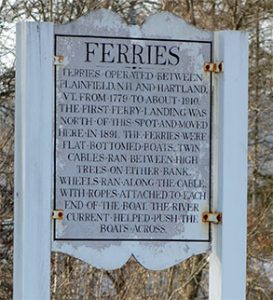 FERRIES
FERRIES OPERATED BETWEEN
PLAINFIELD, N.H. AND HARTLAND,
VT. FROM 1779 TO ABOUT 1910.
THE FIRST FERRY LANDING WAS
NORTH OF THIS SPOT AND MOVED
HERE IN 1891. THE FERRIES WERE
FLAT BOTTOMED BOATS, TWIN
CABLES RAN BETWEEN HIGH
TREES ON EITHER BANK.
WHEELS RAN ALONG THE CABLE,
WITH ROPES ATTACHED TO EACH
END OF THE BOAT. THE RIVER
CURRENT HELPED PUSH THE
BOATS ACROSS.